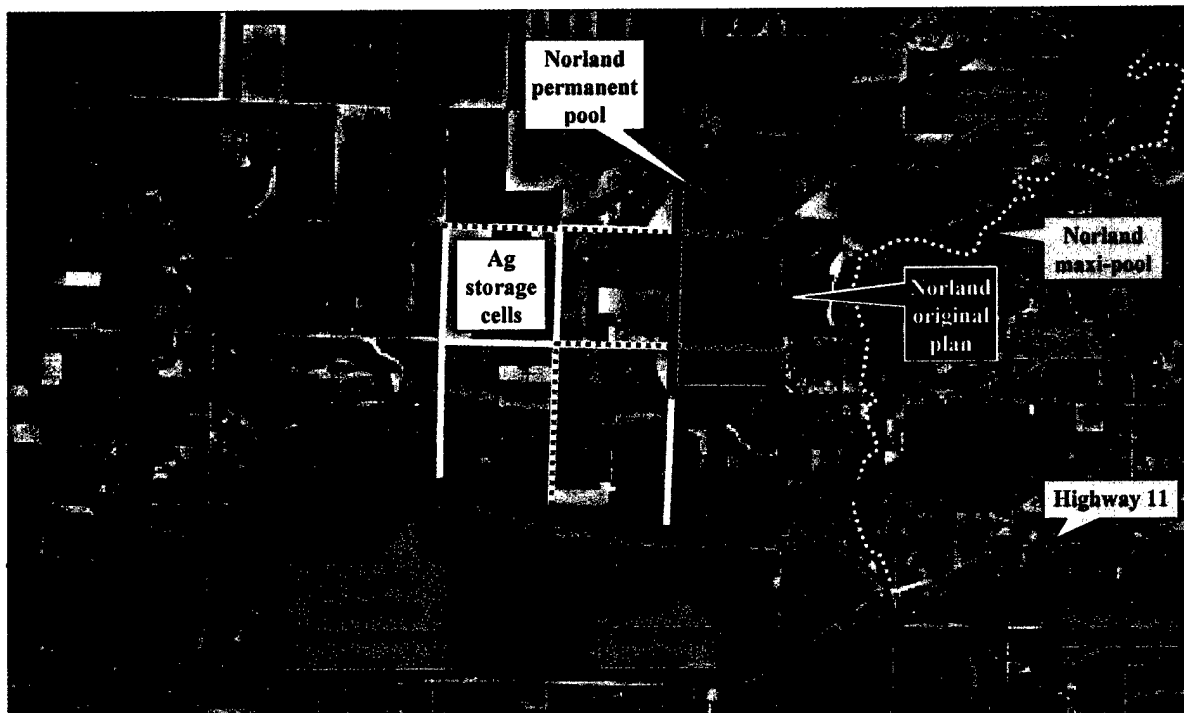 Norland
permanent
pool
Norland
maxi-pool
Ag
storage
cells
Norland
original
plan
Highway 11